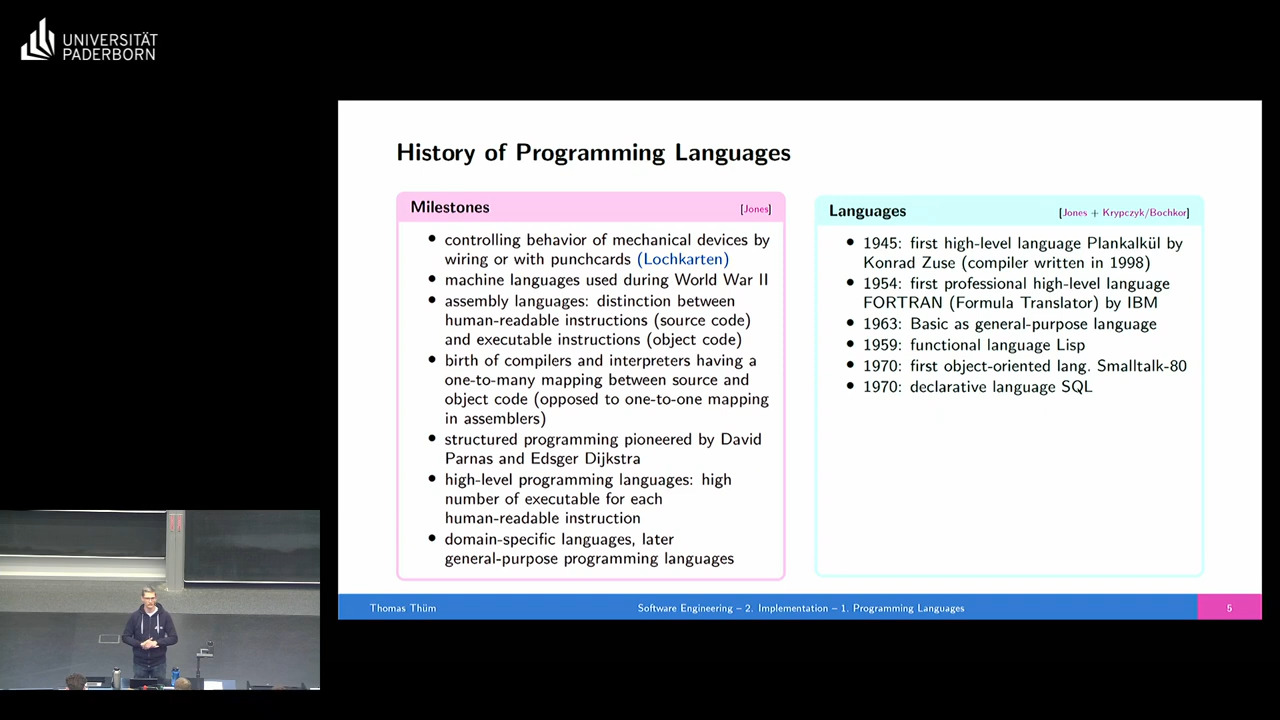 UNIVERSITÄT
PADERBORN
History of Programming Languages
Milestones [Jones]
• controlling behavior of mechanical devices by
wiring or with punchcards (Lochkarten)
• machine languages used during World War II
• assembly languages: distinction between
human-readable instructions (source code)
and executable instructions (object code)
• birth of compilers and interpreters having a
one-to-many mapping between source and
object code (opposed to one-to-one mapping
in assemblers)
• structured programming pioneered by David
Parnas and Edsger Dijkstra
• high-level programming languages: high
number of executable for each
human-readable instruction
• domain-specific languages, later
general-purpose programming languages
Languages [Jones + Krypczyk/Bochkor]
• 1945: first high-level language Plankalkül by
Konrad Zuse (compiler written in 1998)
• 1954: first professional high-level language
FORTRAN (Formula Translator) by IBM
• 1963: Basic as general-purpose language
• 1959: functional language Lisp
• 1970: first object-oriented lang. Smalltalk-80
• 1970: declarative language SQL
Thomas Thüm Software Engineering – 2. Implementation – 1. Programming Languages 5